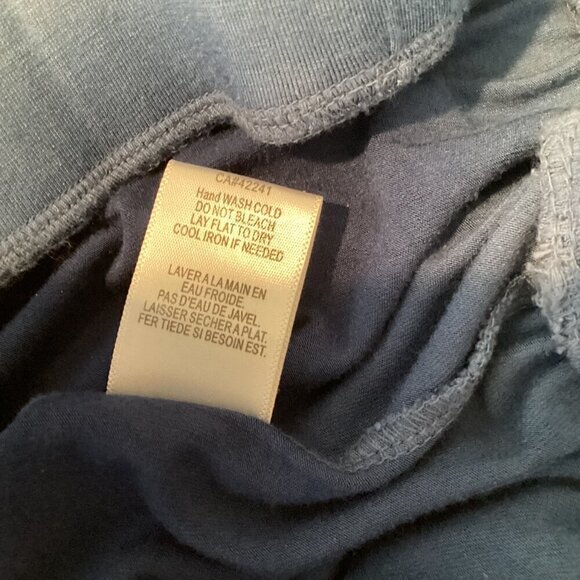 CA#42241
Hand WASH COLD
DO NOT BLEACH
LAY FLAT TO DRY
COOL IRON IF NEEDED
LAVER A LA MAIN EN
EAU FROIDE.
PAS D'EAU DE JAVEL.
LAISSER SECHER A PLAT.
FER TIEDE SI BESOIN EST.